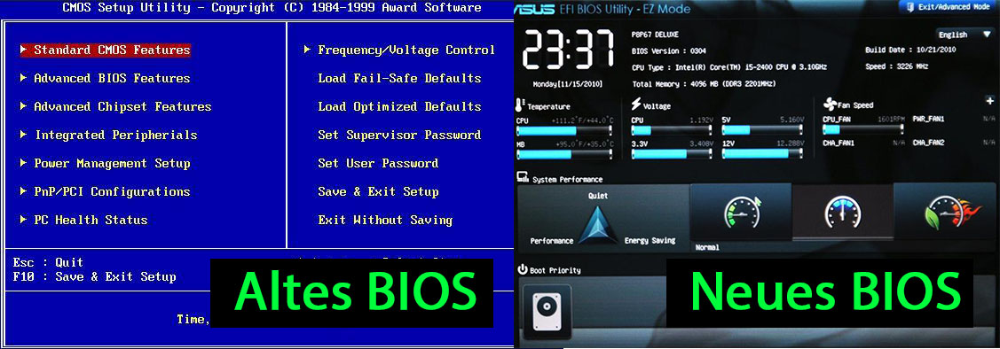 CMOS Setup Utility - Copyright (C) 1984-1999 Award Software
Standard CMOS Features
Advanced BIOS Features
Advanced Chipset Features
Integrated Peripherials
Power Management Setup
PnP/PCI Configurations
PC Health Status
Frequency/Voltage Control
Load Fail-Safe Defaults
Load Optimized Defaults
Set Supervisor Password
Set User Password
Save & Exit Setup
Exit Without Saving
Esc : Quit
F10 : Save & Exit Setup
Time,
Altes BIOS
ASUS EFI BIOS Utility - EZ Mode
Exit/Advanced Mode
23:37
Monday[11/15/2010]
P8P67 DELUXE
BIOS Version : 0304
CPU Type : Intel(R) Core(TM) i5-2400 CPU @ 3.10GHz
Total Memory : 4096 MB (DDR3 2201MHz)
English
Build Date : 10/21/2010
Speed : 3226 MHz
Temperature
CPU +111.2°F/+44.0°C
MB +95.0°F/+35.0°C
Voltage
CPU 1.192V 5V 5.160V
3.3V 3.408V 12V 12.288V
Fan Speed
CPU_FAN 1601RPM PWR_FAN1 N/A
CHA_FAN1 N/A CHA_FAN2 N/A
System Performance
Quiet
Performance
Energy Saving
Normal
Boot Priority
Neues BIOS